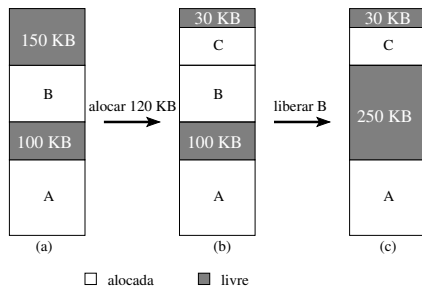 150 KB
B
100 KB
A
(a)
alocar 120 KB
30 KB
C
B
100 KB
A
(b)
liberar B
30 KB
C
250 KB
A
(c)
alocada
livre